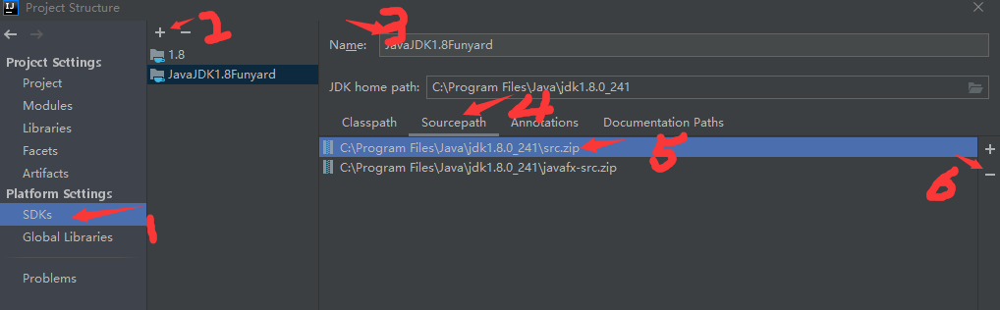 IJ Project Structure
2 3
Name: JavaJDK1.8Funyard
Project Settings
1.8
Project
JavaJDK1.8Funyard
JDK home path: C:\Program Files\Java\jdk1.8.0_241
Modules
4
Libraries
Classpath Sourcepath Annotations Documentation Paths
Facets
C:\Program Files\Java\jdk1.8.0_241\src.zip
5
Artifacts
C:\Program Files\Java\jdk1.8.0_241\javafx-src.zip
6
Platform Settings
SDKs
1
Global Libraries
Problems